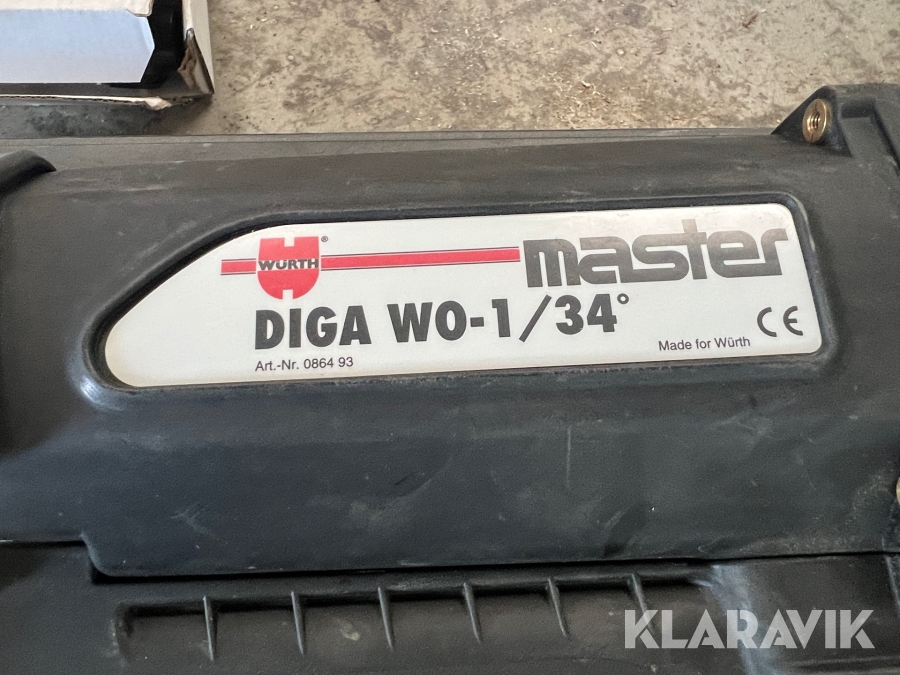 WÜRTH®
master
DIGA WO-1/34°
Art.-Nr. 0864 93
Made for Würth
CE
KLARAVIK